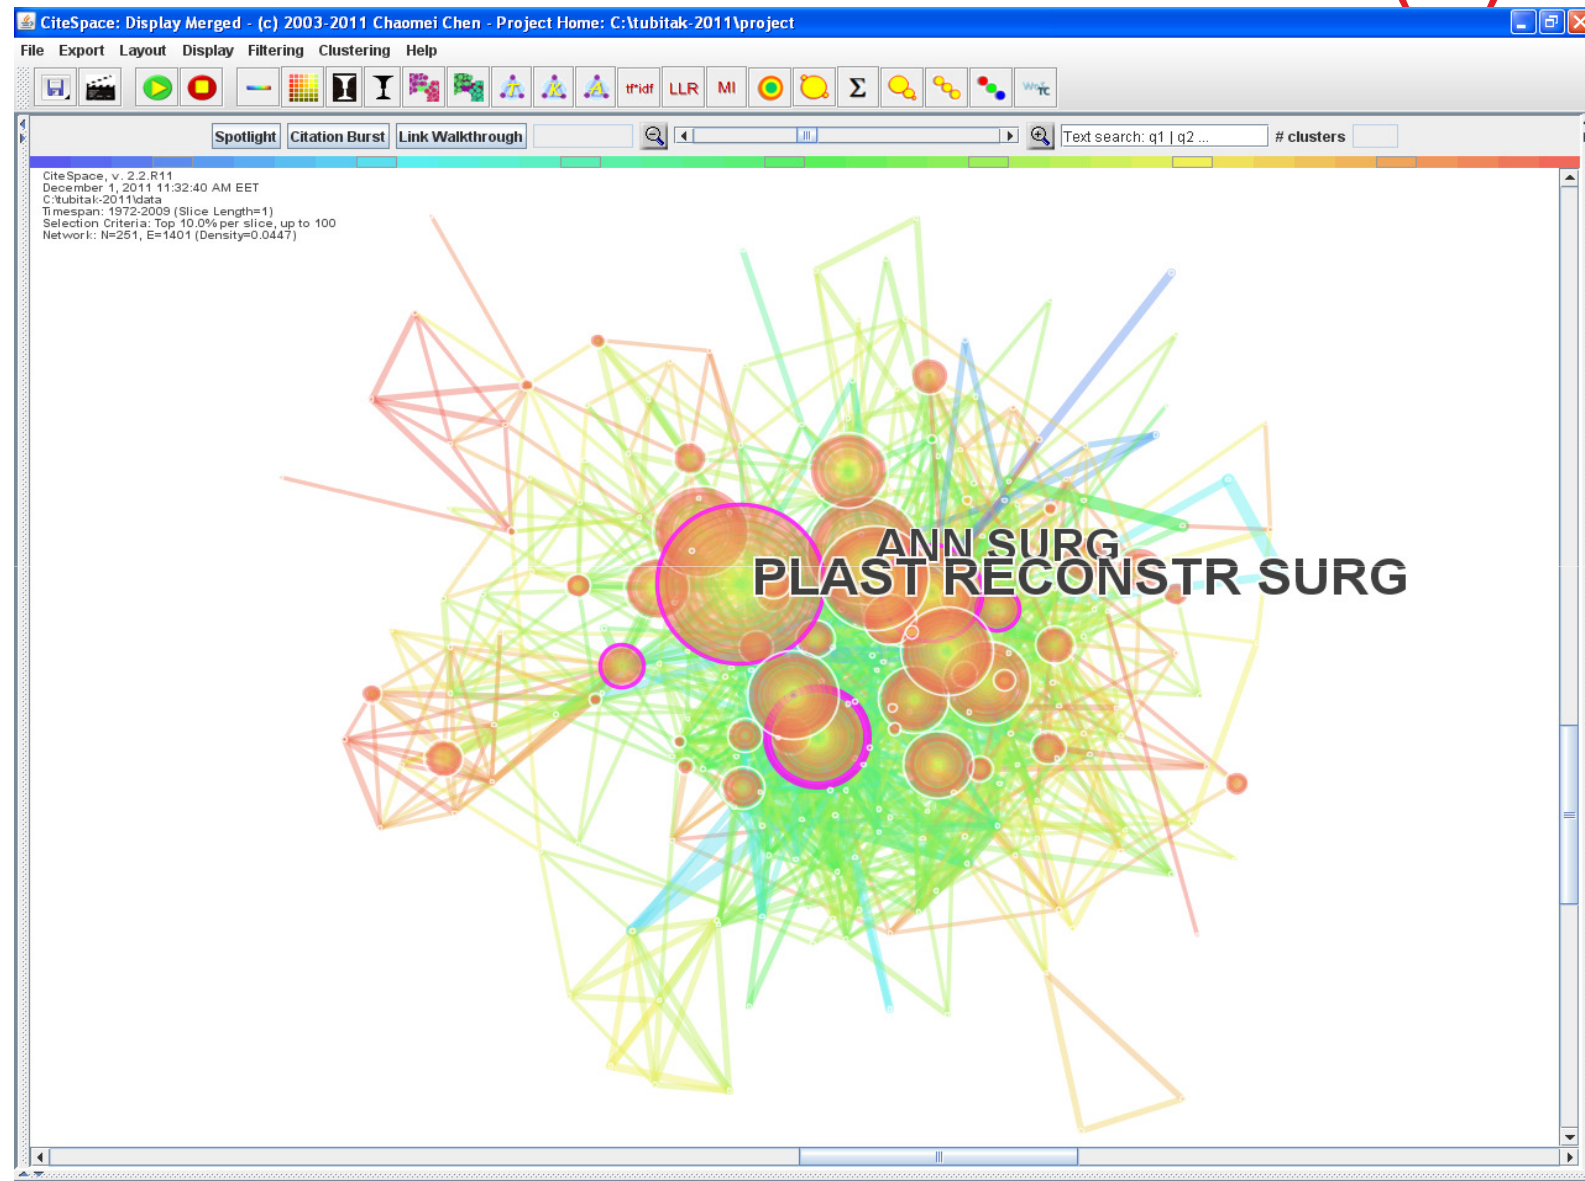 CiteSpace: Display Merged - (c) 2003-2011 Chaomei Chen - Project Home: C:\tubitak-2011\project
File Export Layout Display Filtering Clustering Help
tf*idf LLR MI Σ
Spotlight Citation Burst Link Walkthrough Text search: q1 | q2 ... # clusters
CiteSpace, v. 2.2.R11
December 1, 2011 11:32:40 AM EET
C:\tubitak-2011\data
Timespan: 1972-2009 (Slice Length=1)
Selection Criteria: Top 10.0% per slice, up to 100
Network: N=251, E=1401 (Density=0.0447)
ANN SURG
PLAST RECONSTR SURG